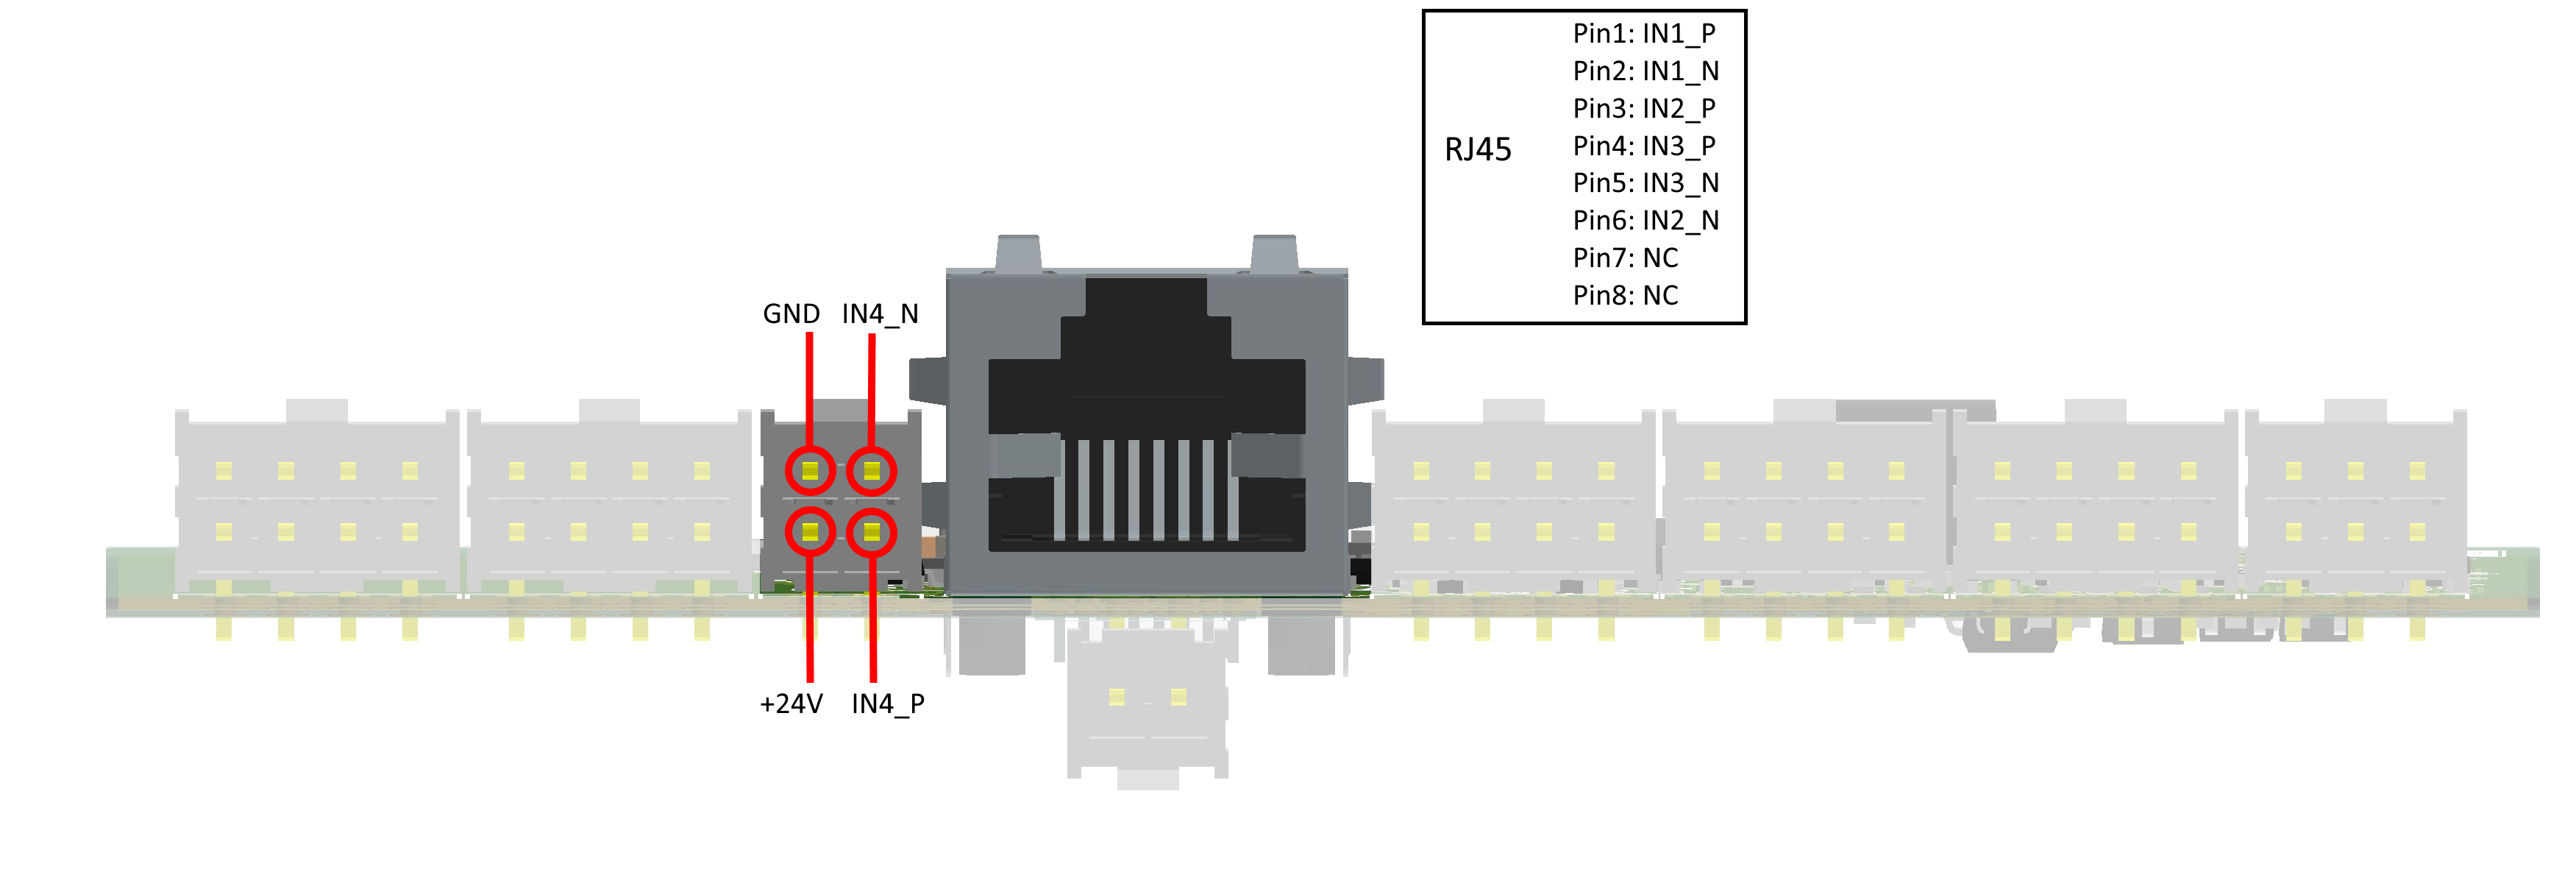 RJ45
Pin1: IN1_P
Pin2: IN1_N
Pin3: IN2_P
Pin4: IN3_P
Pin5: IN3_N
Pin6: IN2_N
Pin7: NC
Pin8: NC
GND IN4_N
+24V IN4_P